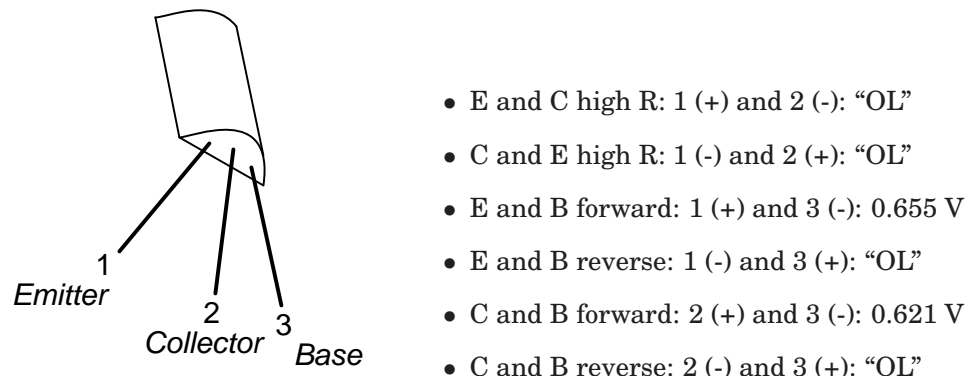 1
Emitter
2
Collector
3
Base
• E and C high R: 1 (+) and 2 (-): “OL”
• C and E high R: 1 (-) and 2 (+): “OL”
• E and B forward: 1 (+) and 3 (-): 0.655 V
• E and B reverse: 1 (-) and 3 (+): “OL”
• C and B forward: 2 (+) and 3 (-): 0.621 V
• C and B reverse: 2 (-) and 3 (+): “OL”